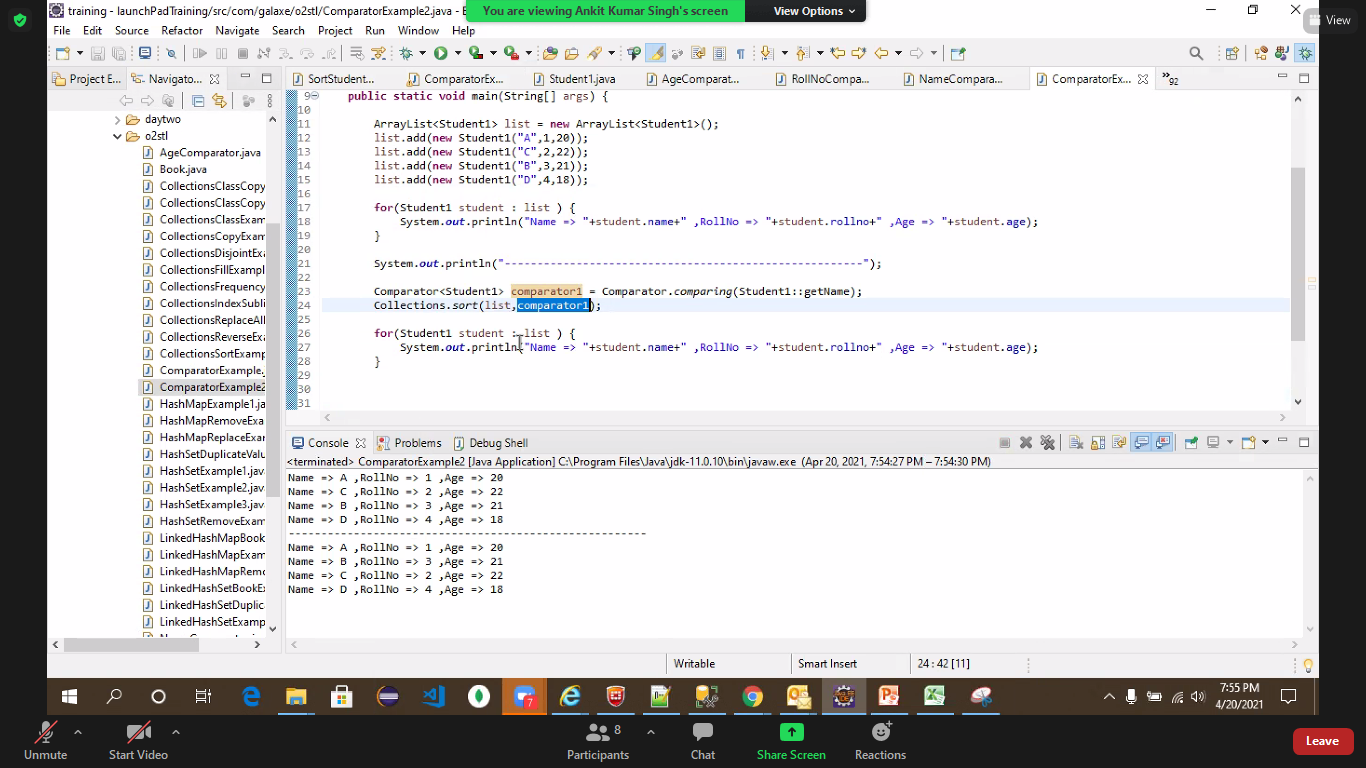 training - launchPadTraining/src/com/galaxe/o2stl/ComparatorExample2.java - E
You are viewing Ankit Kumar Singh's screen
View Options
View
File Edit Source Refactor Navigate Search Project Run Window Help
Project E...
Navigato...
SortStudent...
ComparatorEx...
Student1.java
AgeComparat...
RollNoCompa...
NameCompara...
ComparatorEx...
»92
daytwo
o2stl
AgeComparator.java
Book.java
CollectionsClassCopy
CollectionsClassCopy
CollectionsClassExam
CollectionsCopyExam
CollectionsDisjointExa
CollectionsFillExampl
CollectionsFrequency
CollectionsIndexSubli
CollectionsReplaceAll
CollectionsReverseEx
CollectionsSortExamp
ComparatorExample.
ComparatorExample2
HashMapExample1.ja
HashMapRemoveExa
HashMapReplaceExar
HashSetDuplicateValu
HashSetExample1.java
HashSetExample2.java
HashSetExample3.java
HashSetRemoveExam
LinkedHashMapBook
LinkedHashMapExam
LinkedHashMapRemo
LinkedHashSetBookEx
LinkedHashSetDuplic
LinkedHashSetExamp
9 public static void main(String[] args) {
10
11 ArrayList<Student1> list = new ArrayList<Student1>();
12 list.add(new Student1("A",1,20));
13 list.add(new Student1("C",2,22));
14 list.add(new Student1("B",3,21));
15 list.add(new Student1("D",4,18));
16
17 for(Student1 student : list ) {
18 System.out.println("Name => "+student.name+" ,RollNo => "+student.rollno+" ,Age => "+student.age);
19 }
20
21 System.out.println("-------------------------------------------------------");
22
23 Comparator<Student1> comparator1 = Comparator.comparing(Student1::getName);
24 Collections.sort(list,comparator1);
25
26 for(Student1 student : list ) {
27 System.out.println("Name => "+student.name+" ,RollNo => "+student.rollno+" ,Age => "+student.age);
28 }
29
30
31
Console
Problems
Debug Shell
<terminated> ComparatorExample2 [Java Application] C:\Program Files\Java\jdk-11.0.10\bin\javaw.exe (Apr 20, 2021, 7:54:27 PM – 7:54:30 PM)
Name => A ,RollNo => 1 ,Age => 20
Name => C ,RollNo => 2 ,Age => 22
Name => B ,RollNo => 3 ,Age => 21
Name => D ,RollNo => 4 ,Age => 18
-------------------------------------------------------
Name => A ,RollNo => 1 ,Age => 20
Name => B ,RollNo => 3 ,Age => 21
Name => C ,RollNo => 2 ,Age => 22
Name => D ,RollNo => 4 ,Age => 18
Writable
Smart Insert
24 : 42 [11]
7
7:55 PM
4/20/2021
Unmute
Start Video
Participants
8
Chat
Share Screen
Reactions
Leave